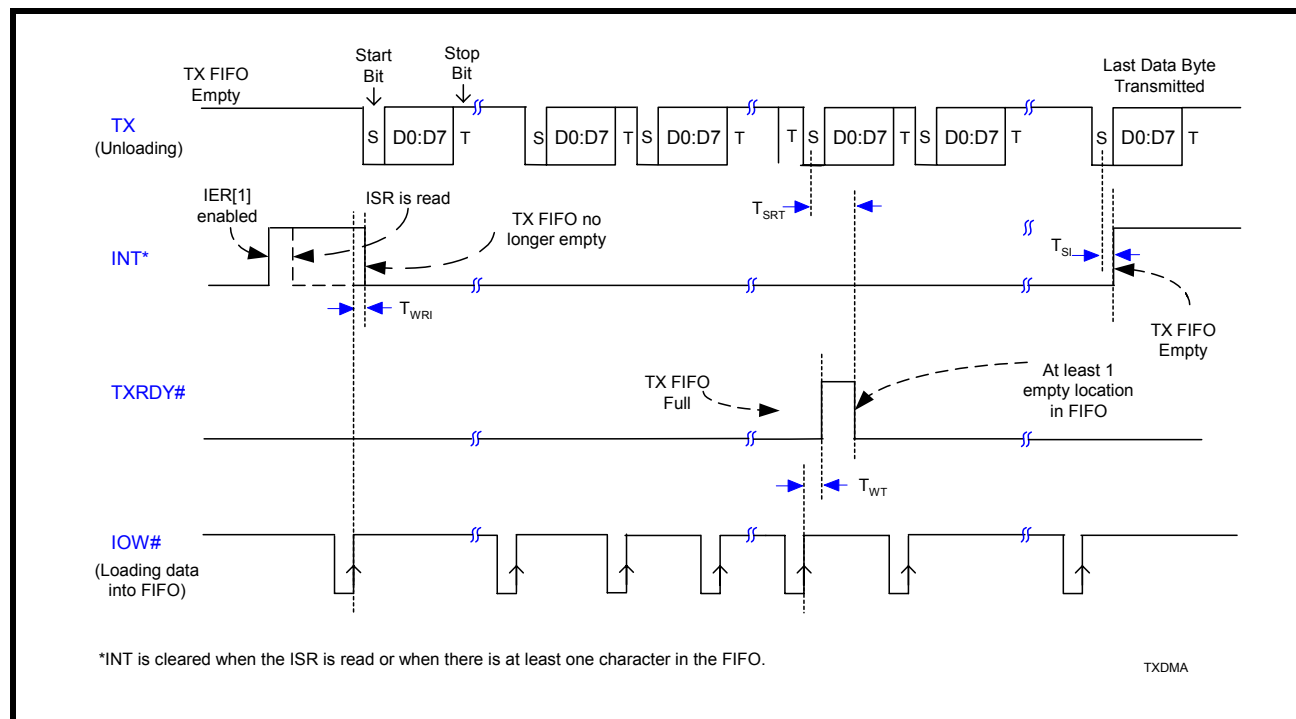 TX FIFO
Empty
Start
Bit
Stop
Bit
Last Data Byte
Transmitted
TX
(Unloading)
S D0:D7 T S D0:D7 T S D0:D7 T T S D0:D7 T S D0:D7 T S D0:D7 T
IER[1]
enabled
ISR is read
TX FIFO no
longer empty
TSRT
INT*
TSI
TWRI
TX FIFO
Empty
TXRDY#
TX FIFO
Full
At least 1
empty location
in FIFO
TWT
IOW#
(Loading data
into FIFO)
*INT is cleared when the ISR is read or when there is at least one character in the FIFO.
TXDMA